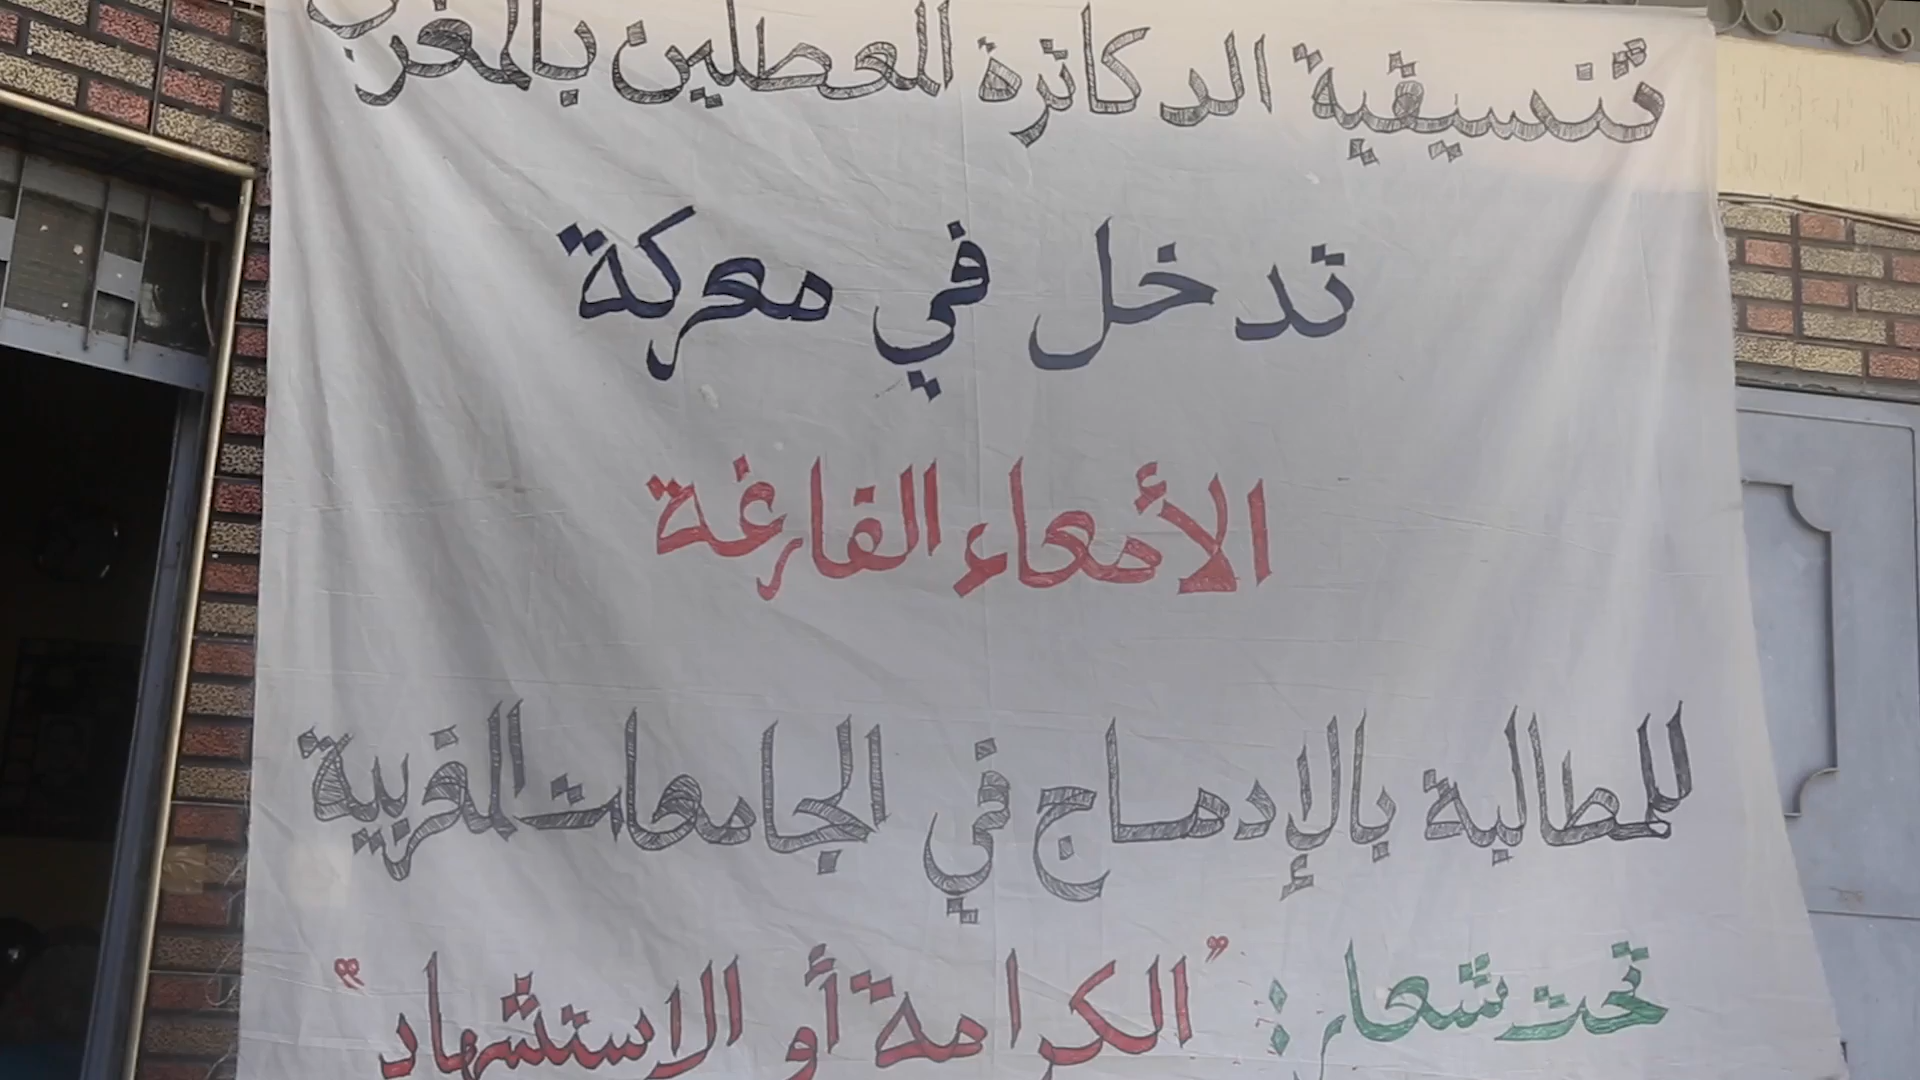 تنسيقية الدكاترة المعطلين بالمغرب
تدخل في معركة
الأمعاء الفارغة
للمطالبة بالإدماج في الجامعات المغربية
تحت شعار: "الكرامة أو الاستشهاد"